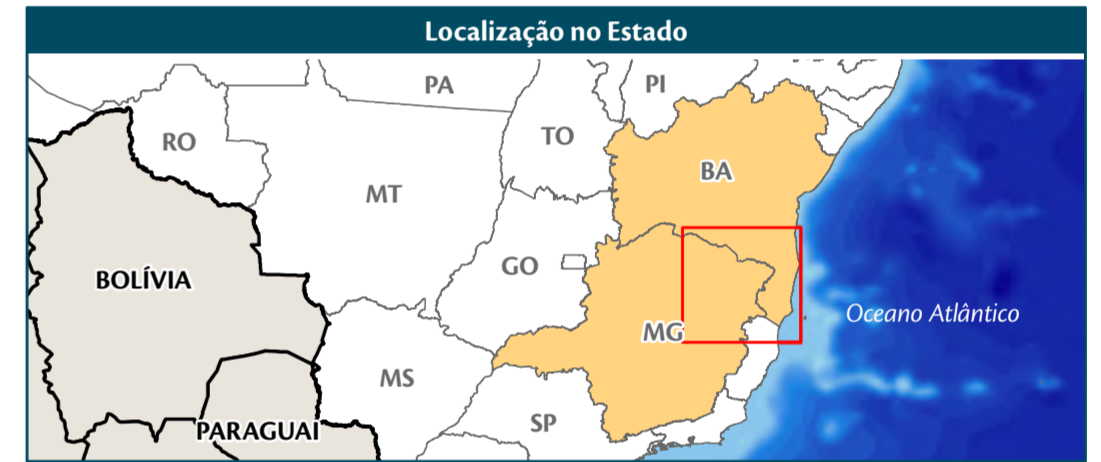 Localização no Estado
PA
PI
RO
TO
BA
MT
GO
BOLÍVIA
Oceano Atlântico
MG
MS
SP
PARAGUAI